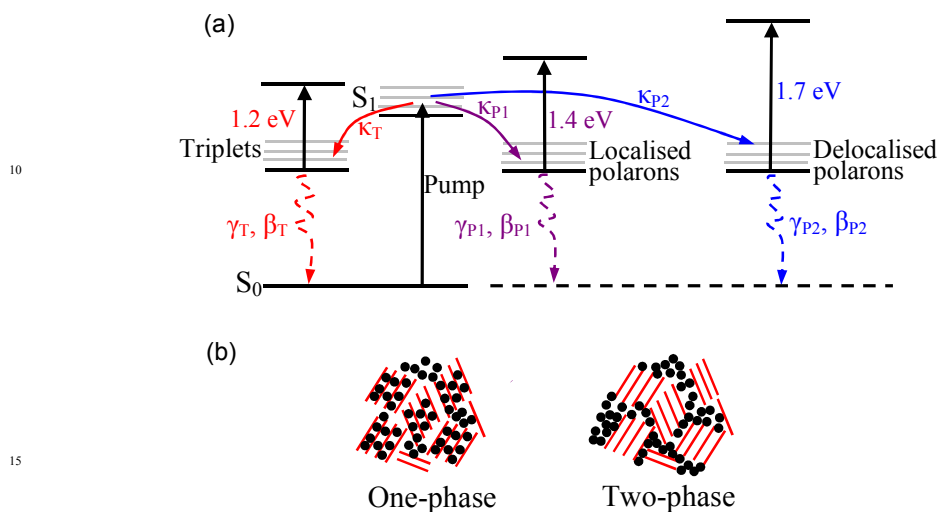 (a)
1.7 eV
S1
κP1
κP2
1.2 eV
κT
1.4 eV
Triplets
Localised
polarons
Delocalised
polarons
10
Pump
γT, βT
γP1, βP1
γP2, βP2
S0
(b)
15
One-phase
Two-phase